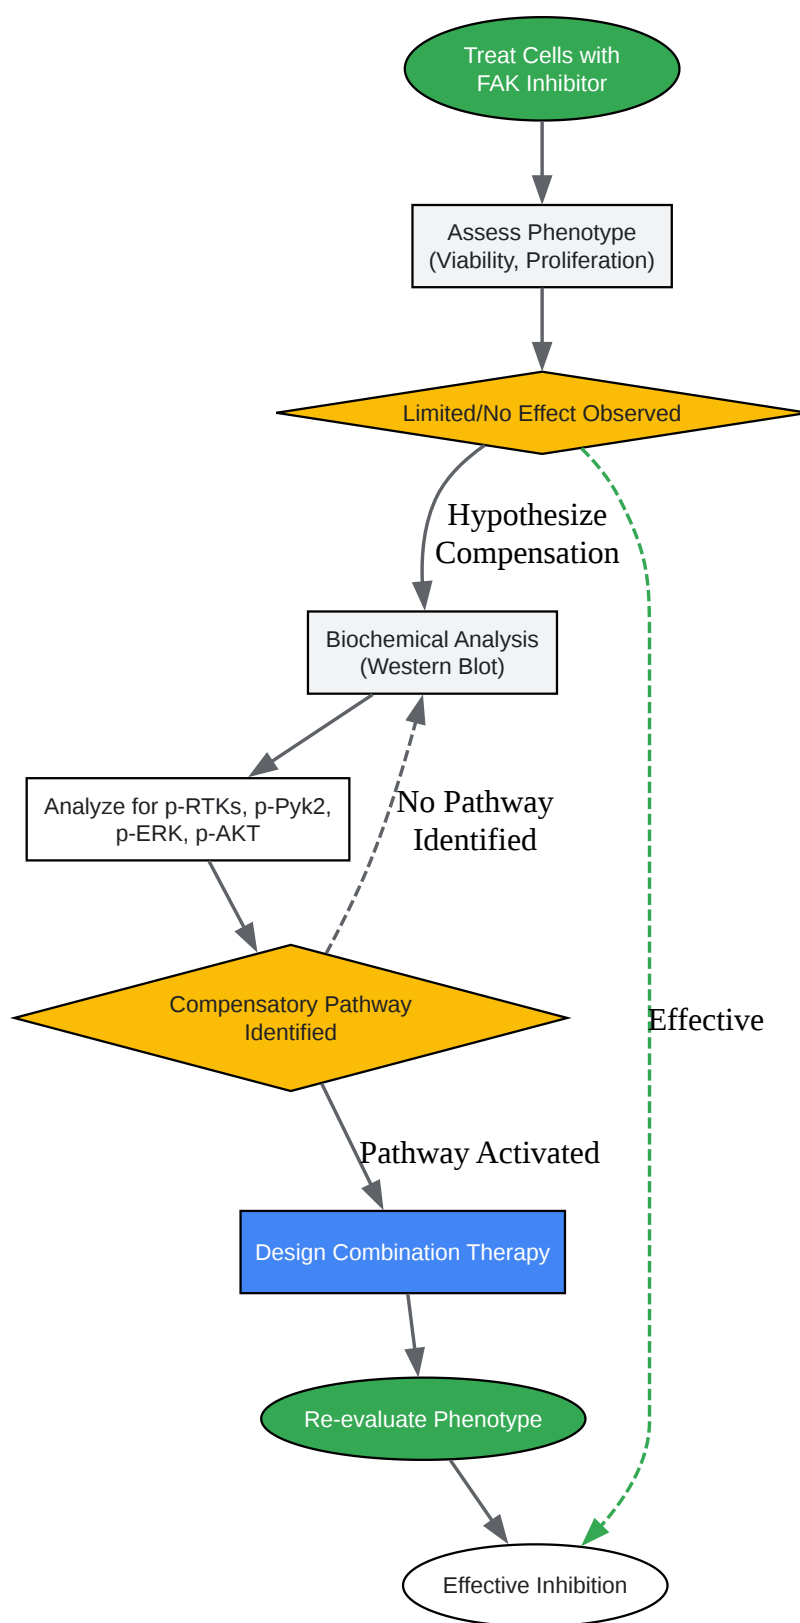 Treat Cells with
FAK Inhibitor
Assess Phenotype
(Viability, Proliferation)
Limited/No Effect Observed
Hypothesize
Compensation
Biochemical Analysis
(Western Blot)
Analyze for p-RTKs, p-Pyk2,
p-ERK, p-AKT
No Pathway
Identified
Compensatory Pathway
Identified
Effective
Pathway Activated
Design Combination Therapy
Re-evaluate Phenotype
Effective Inhibition